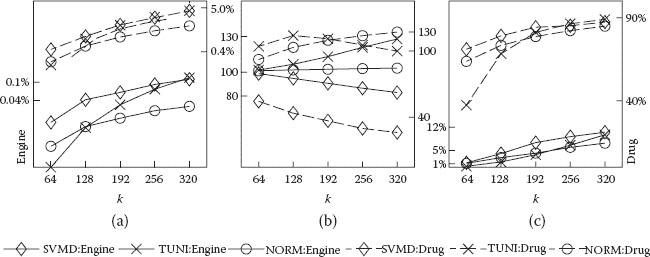 5.0%
0.4%
0.1%
0.04%
Engine
64 128 192 256 320
k
(a)
130
100
80
130
100
40
64 128 192 256 320
k
(b)
90%
40%
12%
5%
1%
Drug
64 128 192 256 320
k
(c)
SVMD:Engine TUNI:Engine NORM:Engine SVMD:Drug TUNI:Drug NORM:Drug